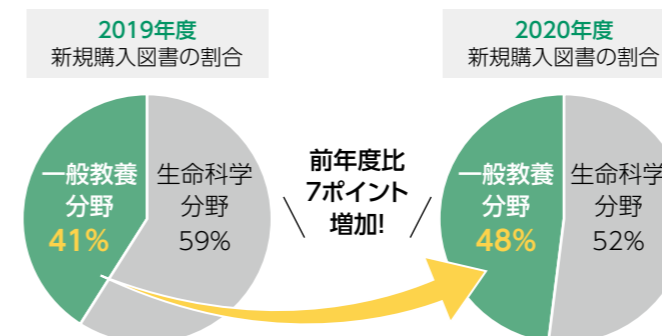 2019年度
新規購入図書の割合
一般教養
分野
41%
生命科学
分野
59%
前年度比
7ポイント
増加!
2020年度
新規購入図書の割合
一般教養
分野
48%
生命科学
分野
52%